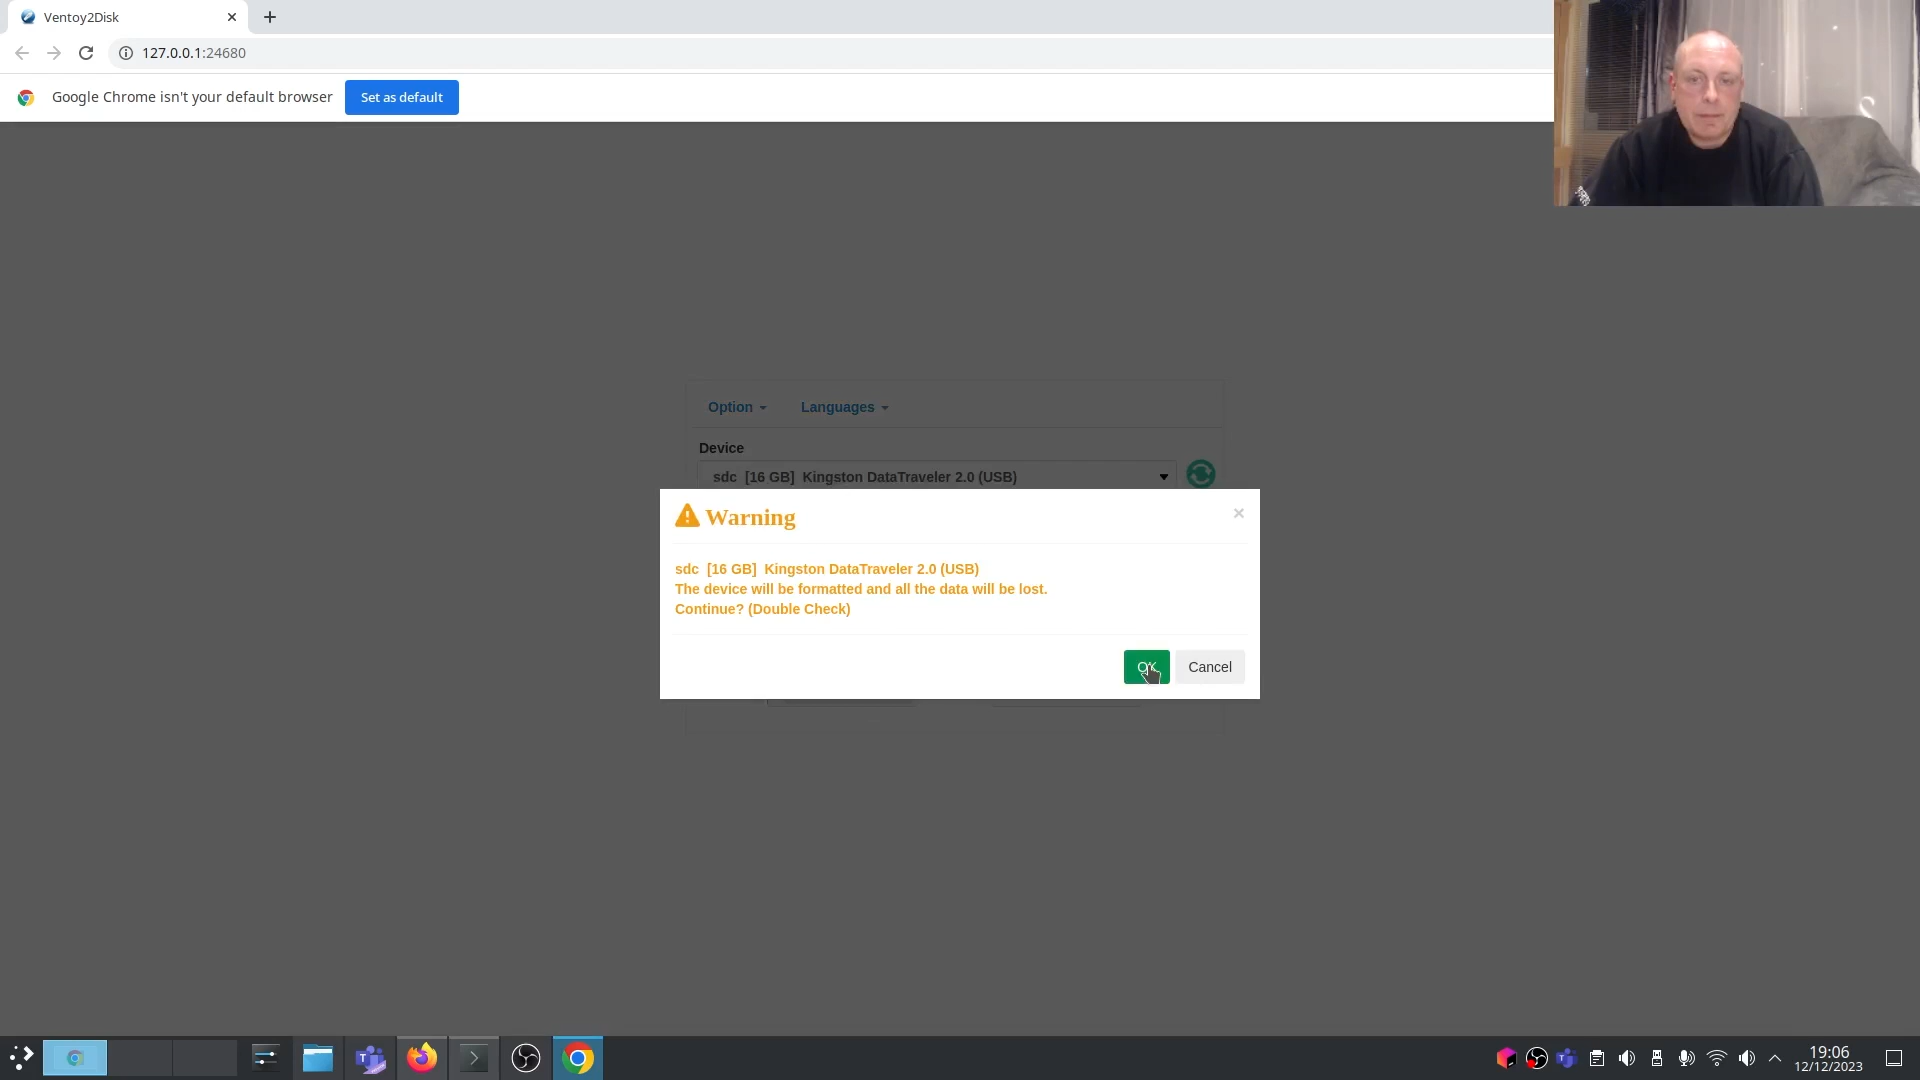 Ventoy2Disk
127.0.0.1:24680
Google Chrome isn't your default browser
Set as default
Option
Languages
Device
sdc [16 GB] Kingston DataTraveler 2.0 (USB)
Warning
sdc [16 GB] Kingston DataTraveler 2.0 (USB)
The device will be formatted and all the data will be lost.
Continue? (Double Check)
OK
Cancel
19:06
12/12/2023